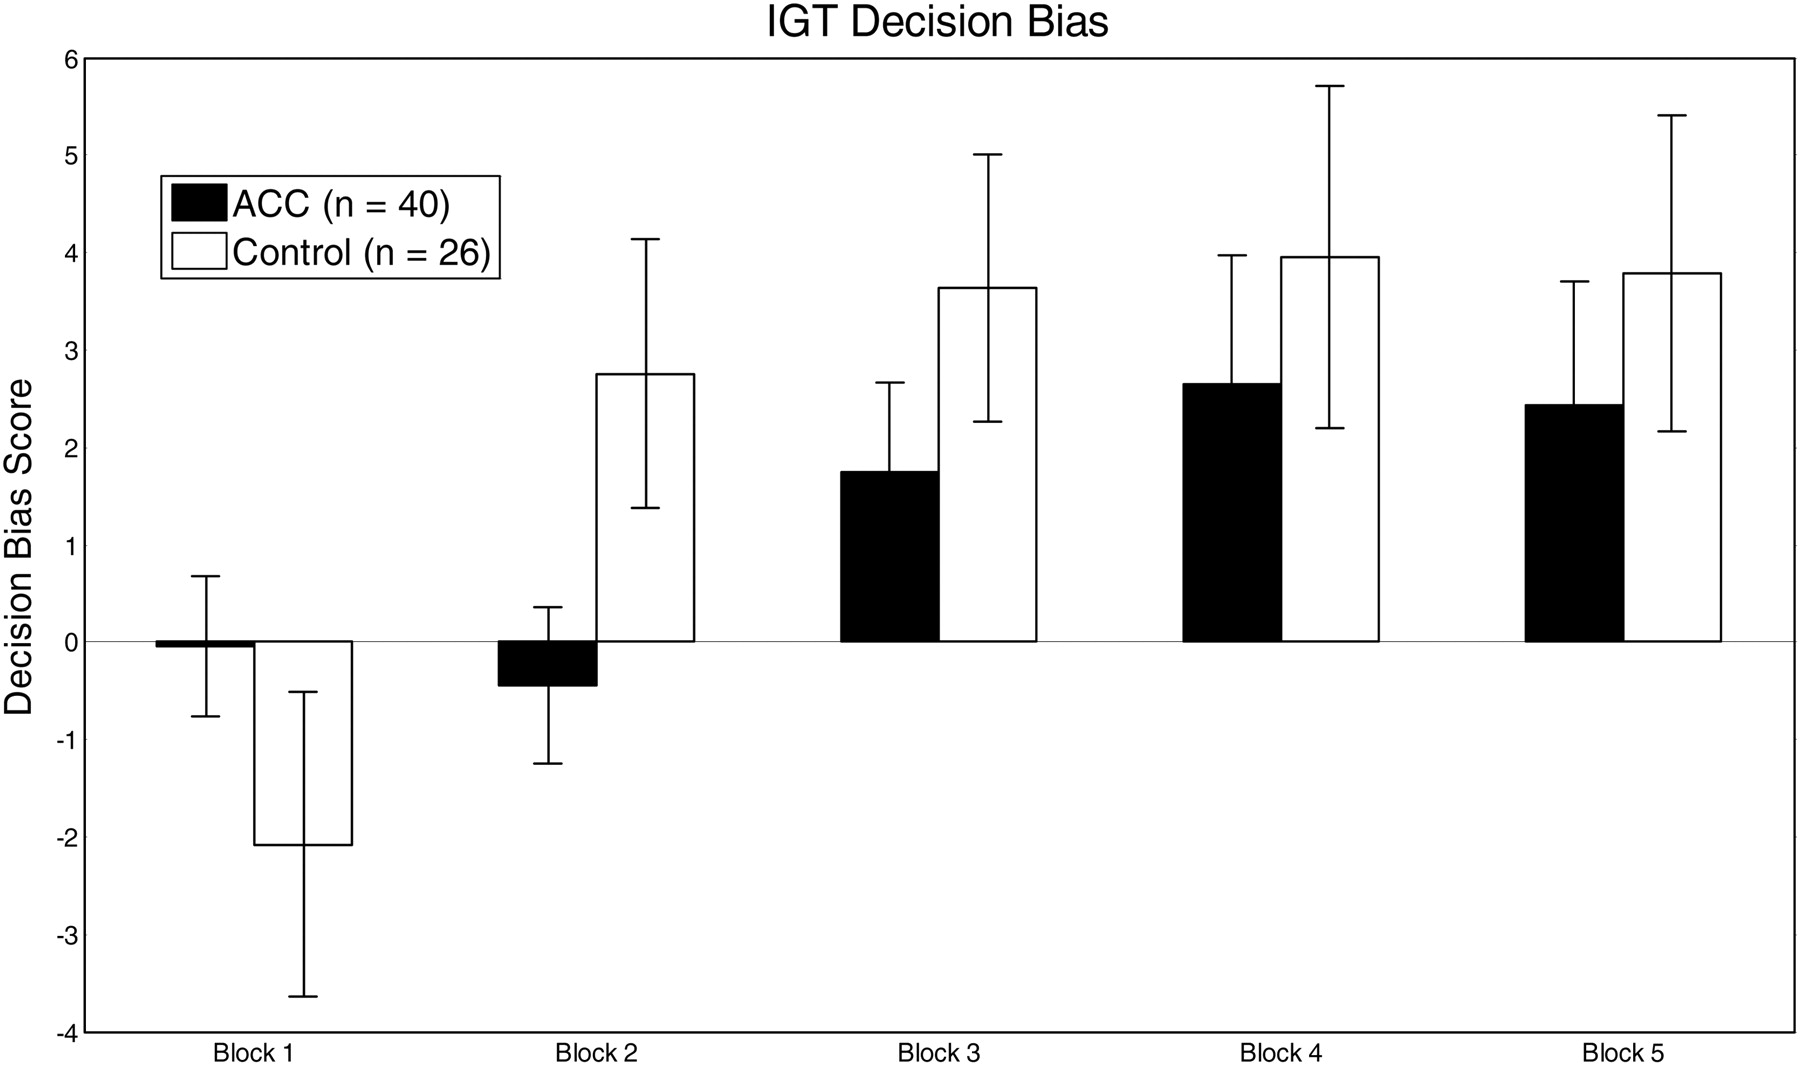 IGT Decision Bias
6
5
4
3
2
1
0
-1
-2
-3
-4
Decision Bias Score
ACC (n = 40)
Control (n = 26)
Block 1
Block 2
Block 3
Block 4
Block 5